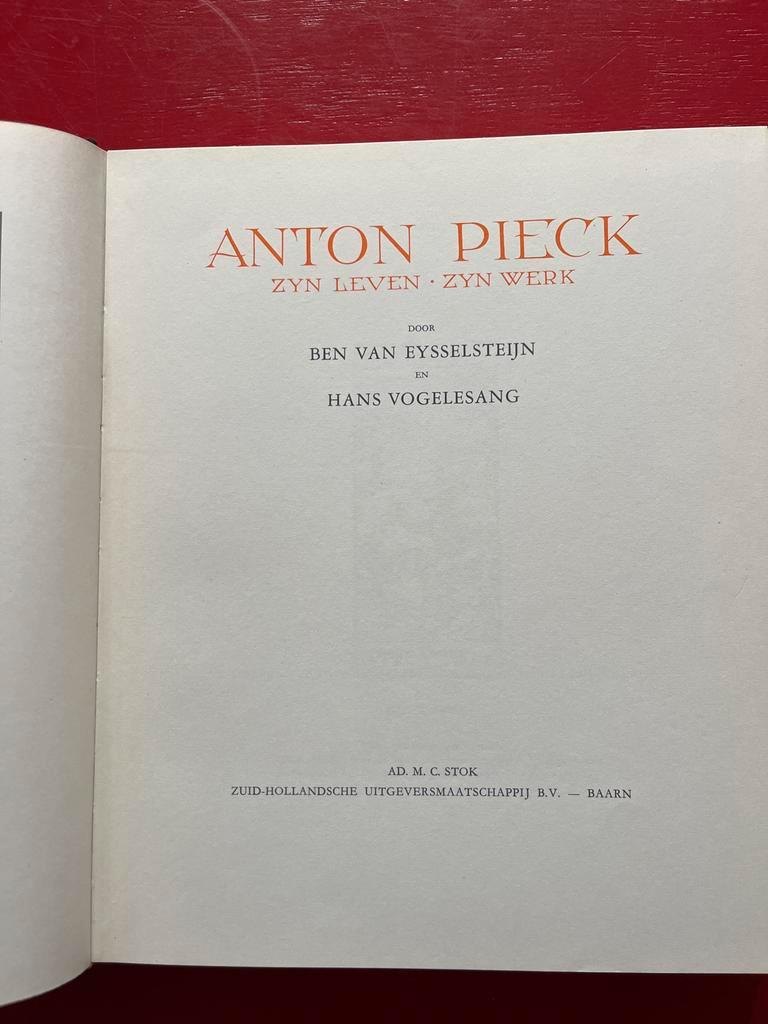 ANTON PIECK
ZYN LEVEN · ZYN WERK
DOOR
BEN VAN EYSSELSTEIJN
EN
HANS VOGELESANG
AD. M. C. STOK
ZUID-HOLLANDSCHE UITGEVERSMAATSCHAPPIJ B.V. — BAARN